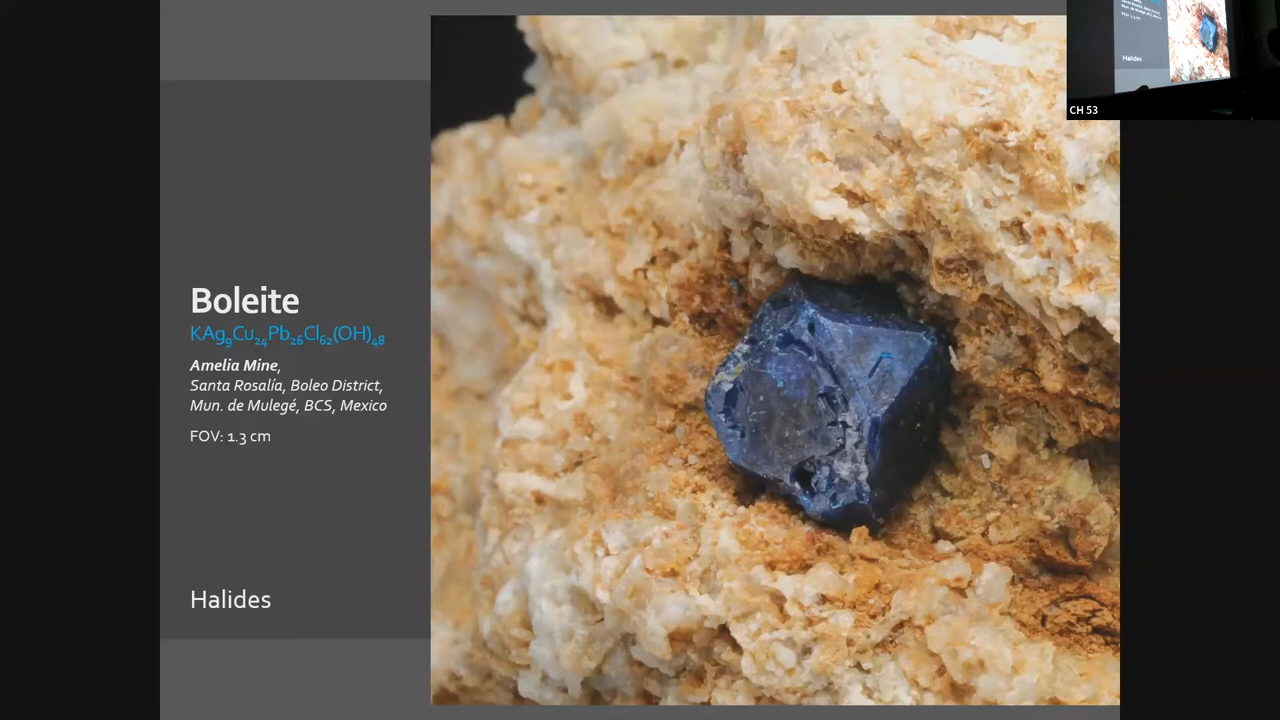 Boleite
KAg₉Cu₂₄Pb₂₆Cl₆₂(OH)₄₈
Amelia Mine,
Santa Rosalía, Boleo District,
Mun. de Mulegé, BCS, Mexico
FOV: 1.3 cm
Halides
Halides
CH 53